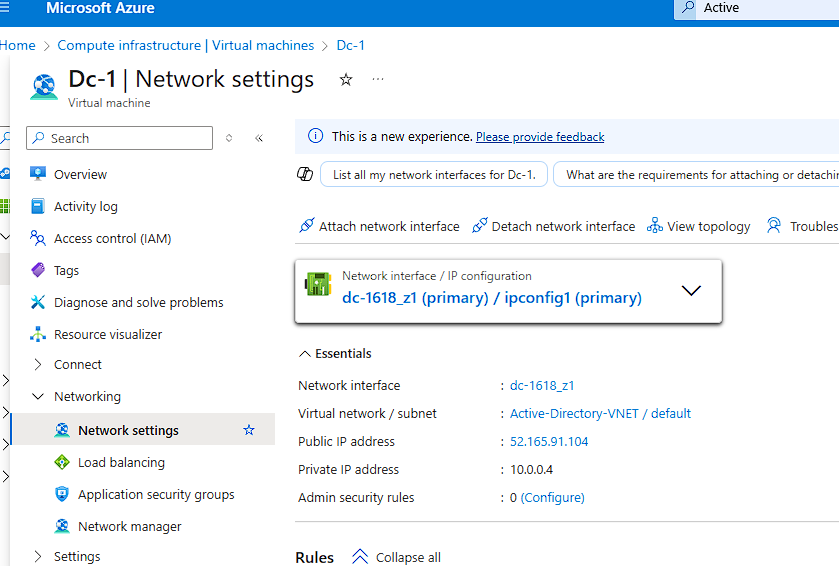 Microsoft Azure
Active
Home > Compute infrastructure | Virtual machines > Dc-1
Dc-1 | Network settings
Virtual machine
Search
Overview
Activity log
Access control (IAM)
Tags
Diagnose and solve problems
Resource visualizer
Connect
Networking
Network settings
Load balancing
Application security groups
Network manager
Settings
This is a new experience. Please provide feedback
List all my network interfaces for Dc-1.
What are the requirements for attaching or detachin
Attach network interface
Detach network interface
View topology
Troubles
Network interface / IP configuration
dc-1618_z1 (primary) / ipconfig1 (primary)
Essentials
Network interface : dc-1618_z1
Virtual network / subnet : Active-Directory-VNET / default
Public IP address : 52.165.91.104
Private IP address : 10.0.0.4
Admin security rules : 0 (Configure)
Rules
Collapse all